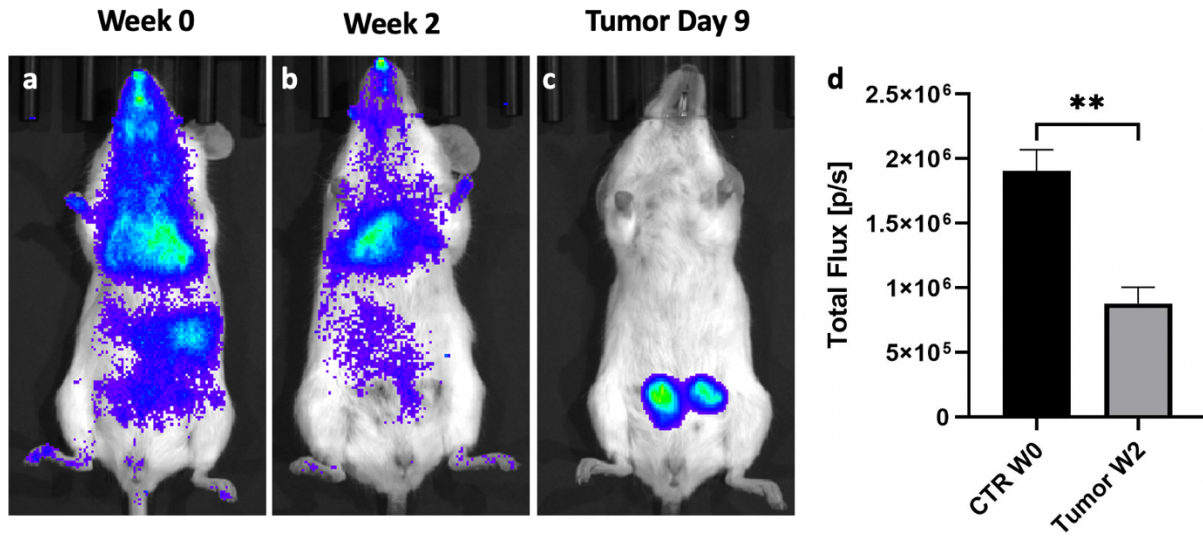 Week 0
Week 2
Tumor Day 9
a
b
c
d
Total Flux [p/s]
2.5×10⁶
2×10⁶
1.5×10⁶
1×10⁶
5×10⁵
0
**
CTR W0
Tumor W2